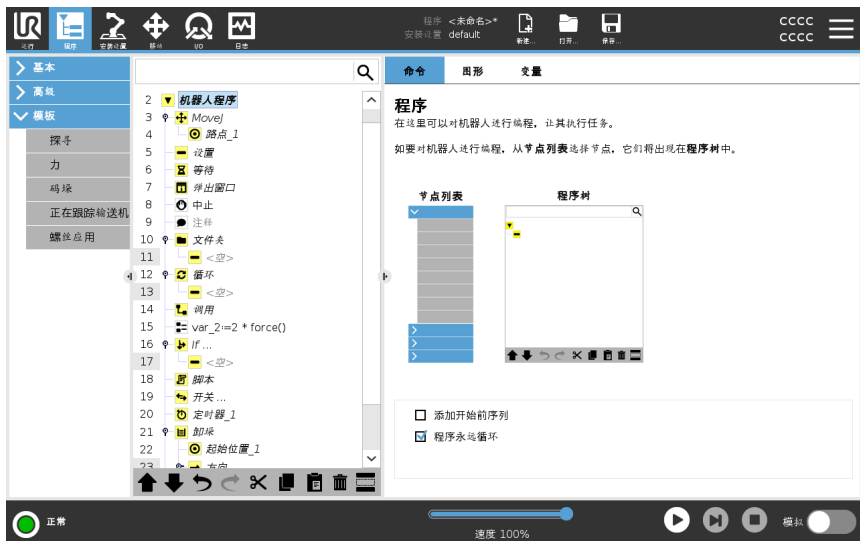 UR
程序 <未命名>*
安装设置 default
新建...
打开...
保存...
cccc
cccc
运行
程序
安装设置
移动
I/O
日志
基本
高级
模板
探寻
力
码垛
正在跟踪输送机
螺丝应用
2 机器人程序
3 MoveJ
4 路点_1
5 设置
6 等待
7 弹出窗口
8 中止
9 注释
10 文件夹
11 <空>
12 循环
13 <空>
14 调用
15 var_2:=2 * force()
16 If ...
17 <空>
18 脚本
19 开关 ...
20 定时器_1
21 卸垛
22 起始位置_1
23 方向
命令
图形
变量
程序
在这里可以对机器人进行编程，让其执行任务。
如要对机器人进行编程，从节点列表选择节点，它们将出现在程序树中。
节点列表
程序树
添加开始前序列
程序永远循环
正常
速度 100%
模拟